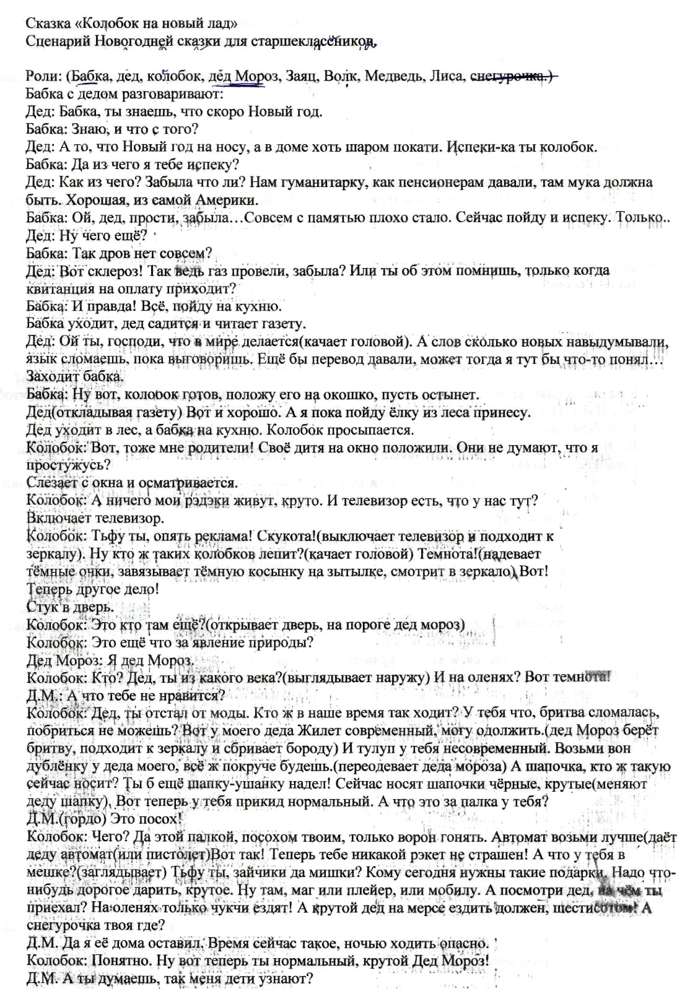 Сказка «Колобок на новый лад»
Сценарий Новогодней сказки для старшеклассников.
Роли: (Бабка, дед, колобок, дед Мороз, Заяц, Волк, Медведь, Лиса, снегурочка.)
Бабка с дедом разговаривают:
Дед: Бабка, ты знаешь, что скоро Новый год.
Бабка: Знаю, и что с того?
Дед: А то, что Новый год на носу, а в доме хоть шаром покати. Испеки-ка ты колобок.
Бабка: Да из чего я тебе испеку?
Дед: Как из чего? Забыла что ли? Нам гуманитарку, как пенсионерам давали, там мука должна
быть. Хорошая, из самой Америки.
Бабка: Ой, дед, прости, забыла…Совсем с памятью плохо стало. Сейчас пойду и испеку. Только..
Дед: Ну чего ещё?
Бабка: Так дров нет совсем?
Дед: Вот склероз! Так ведь газ провели, забыла? Или ты об этом помнишь, только когда
квитанция на оплату приходит?
Бабка: И правда! Всё, пойду на кухню.
Бабка уходит, дед садится и читает газету.
Дед: Ой ты, господи, что в мире делается(качает головой). А слов сколько новых навыдумывали,
язык сломаешь, пока выговоришь. Ещё бы перевод давали, может тогда я тут бы что-то понял…
Заходит бабка.
Бабка: Ну вот, колобок готов, положу его на окошко, пусть остынет.
Дед(откладывая газету) Вот и хорошо. А я пока пойду ёлку из леса принесу.
Дед уходит в лес, а бабка на кухню. Колобок просыпается.
Колобок: Вот, тоже мне родители! Своё дитя на окно положили. Они не думают, что я
простужусь?
Слезает с окна и осматривается.
Колобок: А ничего мои рэдэки живут, круто. И телевизор есть, что у нас тут?
Включает телевизор.
Колобок: Тьфу ты, опять реклама! Скукота!(выключает телевизор и подходит к
зеркалу). Ну кто ж таких колобков лепит?(качает головой) Темнота!(надевает
тёмные очки, завязывает тёмную косынку на зытылке, смотрит в зеркало) Вот!
Теперь другое дело!
Стук в дверь.
Колобок: Это кто там ещё?(открывает дверь, на пороге дед мороз)
Колобок: Это ещё что за явление природы?
Дед Мороз: Я дед Мороз.
Колобок: Кто? Дед, ты из какого века?(выглядывает наружу) И на оленях? Вот темнота!
Д.М.: А что тебе не нравится?
Колобок: Дед, ты отстал от моды. Кто ж в наше время так ходит? У тебя что, бритва сломалась,
побриться не можешь? Вот у моего деда Жилет современный, могу одолжить.(дед Мороз берёт
бритву, подходит к зеркалу и сбривает бороду) И тулуп у тебя несовременный. Возьми вон
дублёнку у деда моего, всё ж покруче будешь.(переодевает деда мороза) А шапочка, кто ж такую
сейчас носит? Ты б ещё шапку-ушанку надел! Сейчас носят шапочки чёрные, крутые(меняют
деду шапку). Вот теперь у тебя прикид нормальный. А что это за палка у тебя?
Д.М.(гордо) Это посох!
Колобок: Чего? Да этой палкой, посохом твоим, только ворон гонять. Автомат возьми лучше(даёт
деду автомат(или пистолет)Вот так! Теперь тебе никакой рэкет не страшен! А что у тебя в
мешке?(заглядывает) Тьфу ты, зайчики да мишки? Кому сегодня нужны такие подарки. Надо что-
нибудь дорогое дарить, крутое. Ну там, маг или плейер, или мобилу. А посмотри дед, на чём ты
приехал? На оленях только чукчи ездят! А крутой дед на мерсе ездить должен, шестисотом! А
снегурочка твоя где?
Д.М. Да я её дома оставил. Время сейчас такое, ночью ходить опасно.
Колобок: Понятно. Ну вот теперь ты нормальный, крутой Дед Мороз!
Д.М. А ты думаешь, так меня дети узнают?